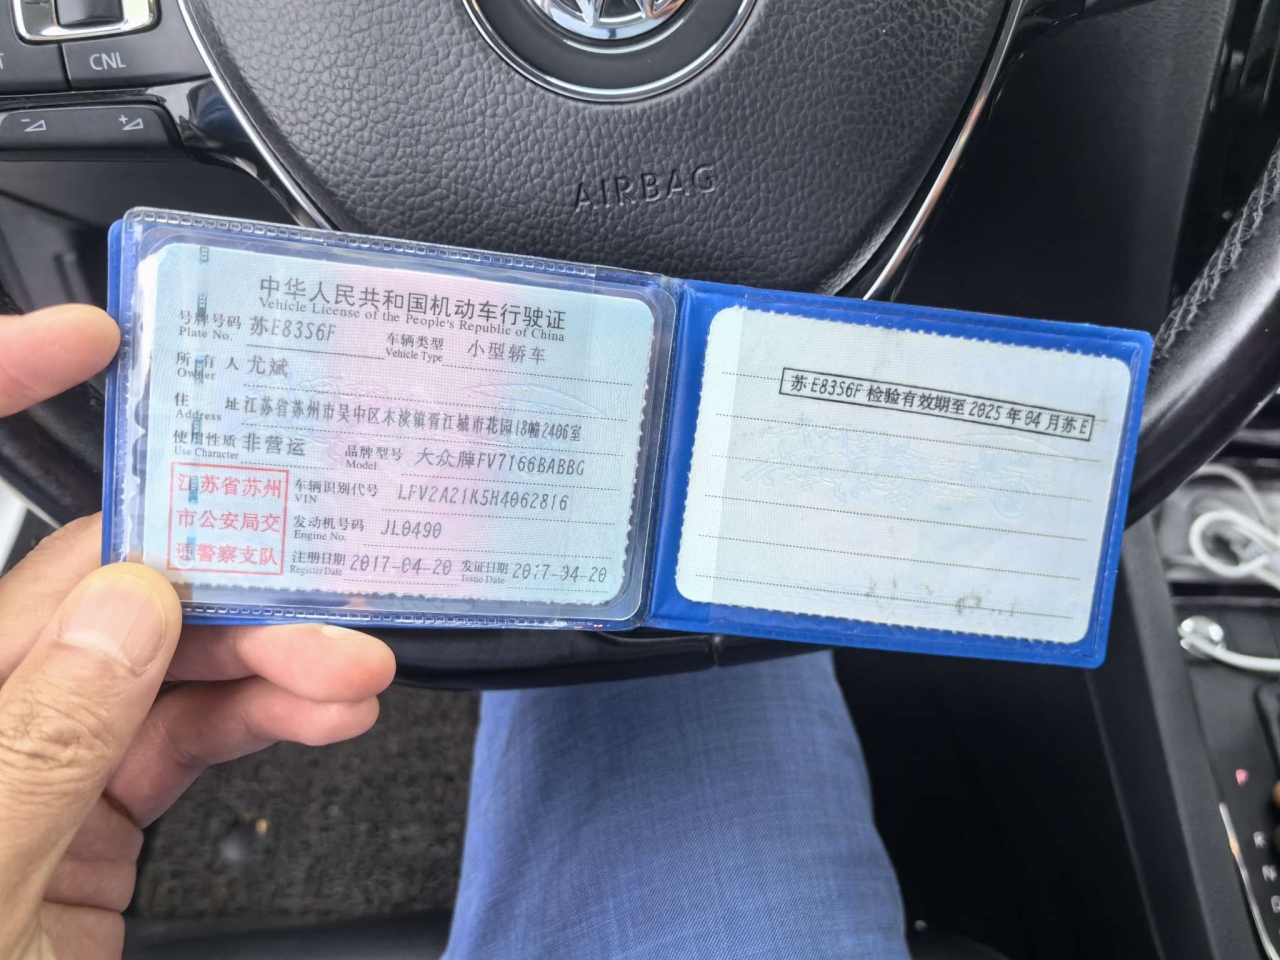 CNL
AIRBAG
中华人民共和国机动车行驶证
Vehicle License of the People's Republic of China
号牌号码 苏E83S6F 车辆类型 小型轿车
Plate No. Vehicle Type
所有人 尤斌
Owner
住址 江苏省苏州市吴中区木渎镇晋江城市花园18幢2406室
Address
使用性质 非营运 品牌型号 大众牌FV7166BABBG
Use Character Model
江苏省苏州
市公安局交
通警察支队
车辆识别代号 LFV2A21K5H4062816
VIN
发动机号码 JL0490
Engine No.
注册日期 2017-04-20 发证日期 2017-04-20
Register Date Issue Date
苏E83S6F 检验有效期至 2025 年 04 月苏E